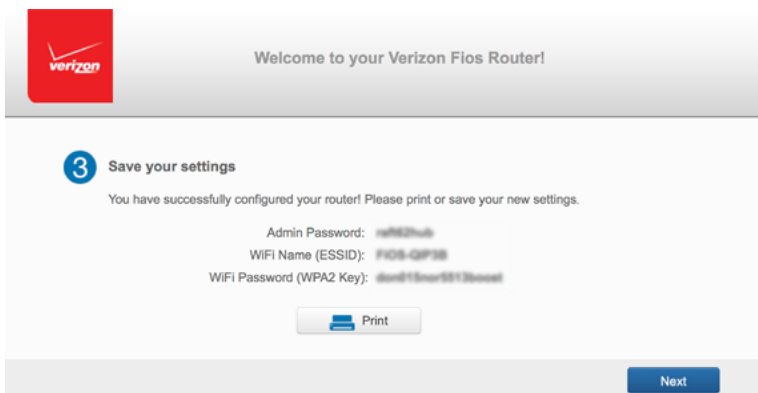 verizon
Welcome to your Verizon Fios Router!
3
Save your settings
You have successfully configured your router! Please print or save your new settings.
Admin Password:
WiFi Name (ESSID):
WiFi Password (WPA2 Key):
Print
Next